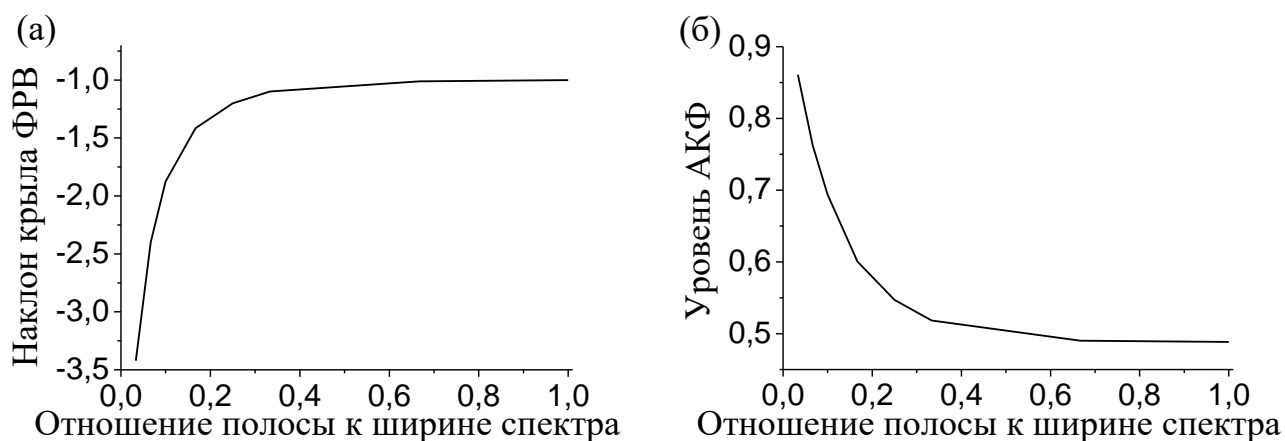 (а)
Наклон крыла ФРВ
-1,0
-1,5
-2,0
-2,5
-3,0
-3,5
0,0 0,2 0,4 0,6 0,8 1,0
Отношение полосы к ширине спектра
(б)
Уровень АКФ
0,9
0,8
0,7
0,6
0,5
0,0 0,2 0,4 0,6 0,8 1,0
Отношение полосы к ширине спектра